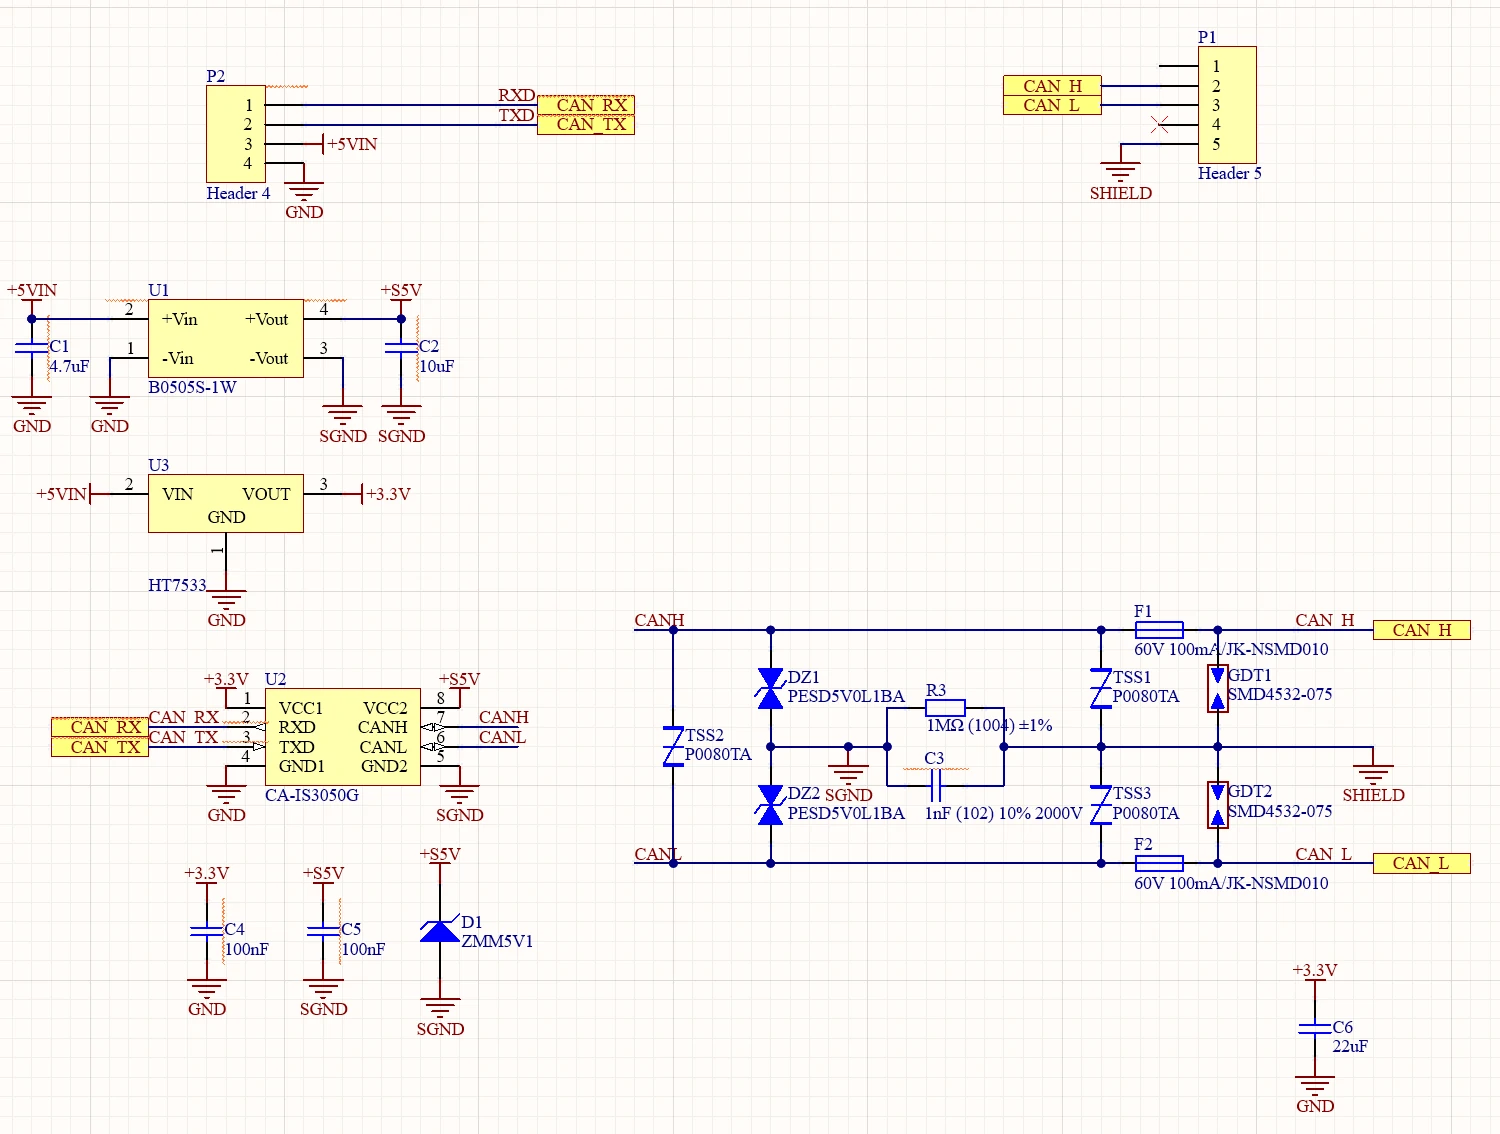 P2
1
2
3
4
Header 4
RXD
TXD
CAN_RX
CAN_TX
+5VIN
GND
P1
CAN_H
CAN_L
1
2
3
4
5
Header 5
SHIELD
+5VIN
C1
4.7uF
GND
U1
2
+Vin
+Vout
4
1
-Vin
-Vout
3
B0505S-1W
GND
SGND
+S5V
C2
10uF
SGND
U3
+5VIN
2
VIN
VOUT
3
+3.3V
GND
1
HT7533
GND
+3.3V
U2
+S5V
1
VCC1
VCC2
8
CAN_RX
CAN_RX
2
RXD
CANH
7
CANH
CAN_TX
CAN_TX
3
TXD
CANL
6
CANL
4
GND1
GND2
5
CA-IS3050G
GND
SGND
+3.3V
C4
100nF
GND
+S5V
C5
100nF
SGND
+S5V
D1
ZMM5V1
SGND
CANH
F1
60V 100mA/JK-NSMD010
CAN_H
CAN_H
DZ1
PESD5V0L1BA
R3
1MΩ (1004) ±1%
TSS1
P0080TA
GDT1
SMD4532-075
TSS2
P0080TA
SGND
C3
1nF (102) 10% 2000V
DZ2
PESD5V0L1BA
TSS3
P0080TA
GDT2
SMD4532-075
SHIELD
CANL
F2
60V 100mA/JK-NSMD010
CAN_L
CAN_L
+3.3V
C6
22uF
GND